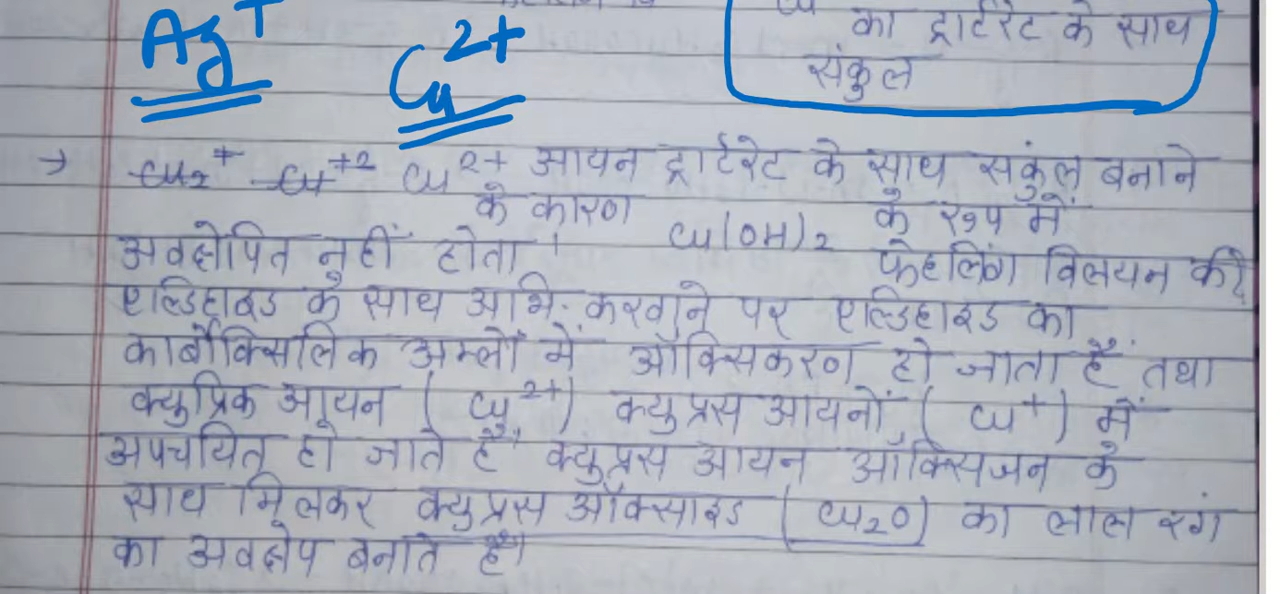 Ag+ Cu2+
Cu का ट्रार्टरेट के साथ
संकुल
→ Cu2+ Cu+2 Cu2+ आयन ट्रार्टरेट के साथ सकुंल बनाने
के कारण Cu(OH)2 के रुप में
अवक्षेपित नहीं होता। फेहलिंग विलयन की
एल्डिहाइड के साथ अभि. करवाने पर एल्डिहाइड का
कार्बोक्सिलिक अम्लों में ऑक्सिकरण हो जाता है तथा
क्युप्रिक आयन (Cu2+) क्युप्रस आयनों (Cu+) में
अपचयित हो जाते है, क्युप्रस आयन ऑक्सिजन के
साथ मिलकर क्युप्रस ऑक्साइड (Cu2O) का लाल रंग
का अवक्षेप बनाते है।